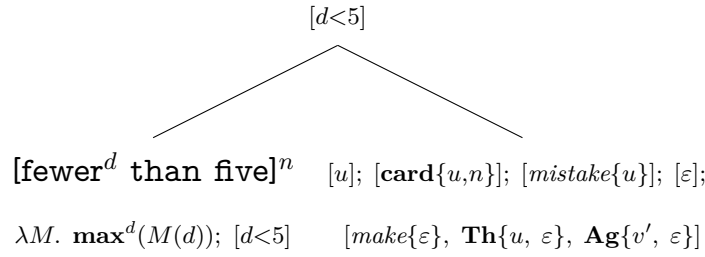 [d<5]
[fewer^d than five]^n [u]; [card{u,n}]; [mistake{u}]; [ε];
λM. max^d(M(d)); [d<5] [make{ε}, Th{u, ε}, Ag{v′, ε}]